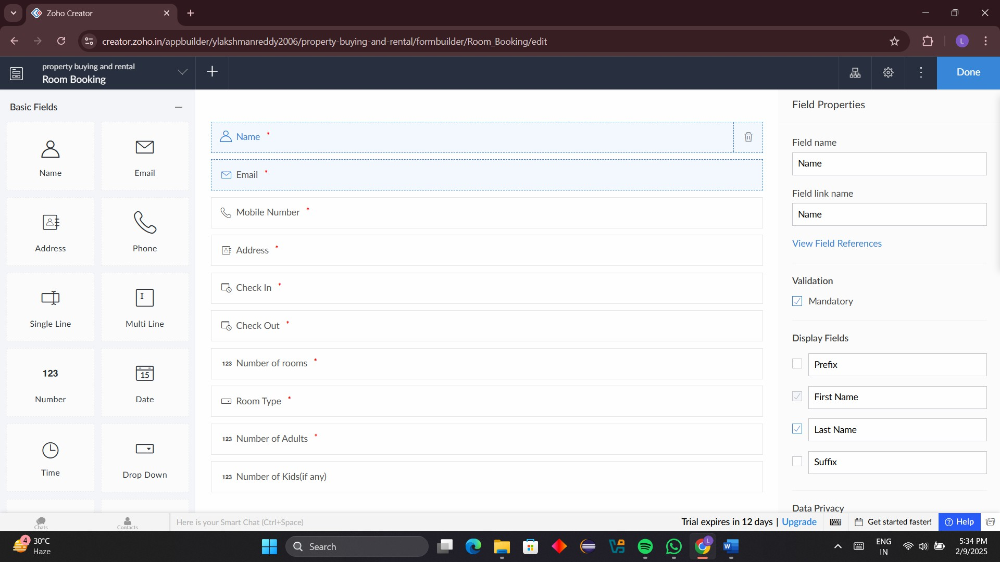 Zoho Creator
creator.zoho.in/appbuilder/ylakshmanreddy2006/property-buying-and-rental/formbuilder/Room_Booking/edit
L
property buying and rental
Room Booking
Done
Basic Fields
Name
Email
Address
Phone
Single Line
Multi Line
123
Number
15
Date
Time
Drop Down
Name *
Email *
Mobile Number *
Address *
Check In *
Check Out *
123 Number of rooms *
Room Type *
123 Number of Adults *
123 Number of Kids(if any)
Field Properties
Field name
Name
Field link name
Name
View Field References
Validation
Mandatory
Display Fields
Prefix
First Name
Last Name
Suffix
Data Privacy
Chats
Contacts
Here is your Smart Chat (Ctrl+Space)
Trial expires in 12 days | Upgrade
Get started faster!
? Help
4
30°C
Haze
Search
L
W
ENG
IN
5:34 PM
2/9/2025